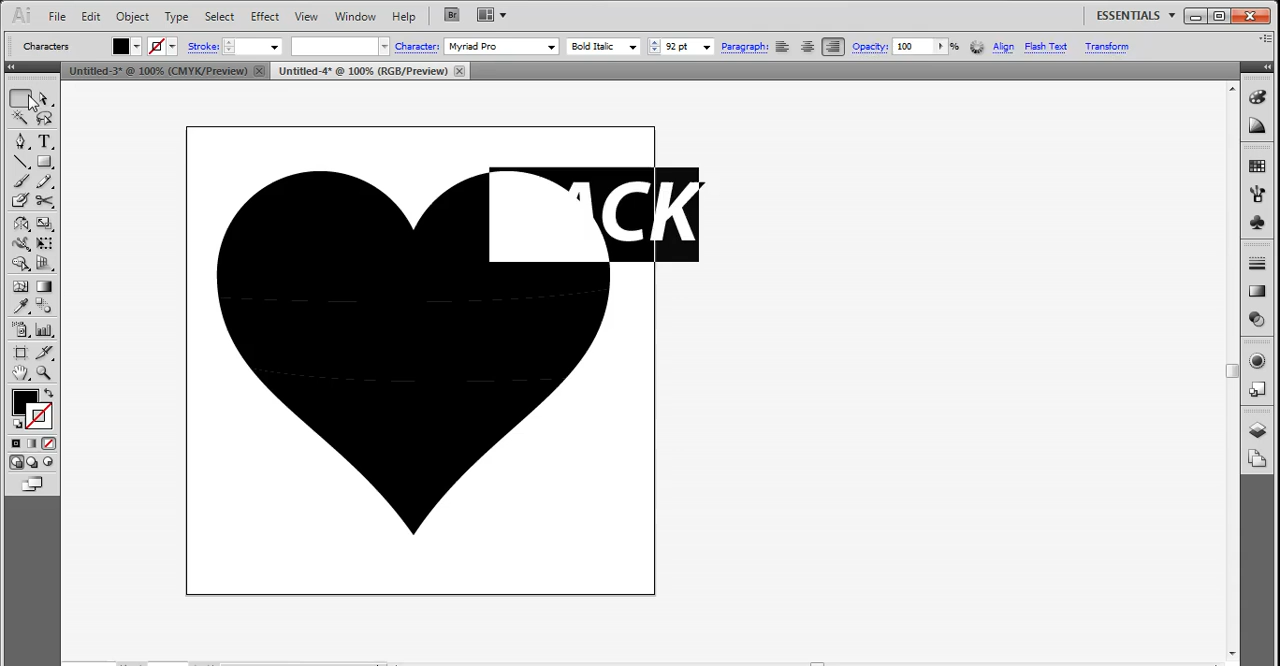 Ai File Edit Object Type Select Effect View Window Help Br ESSENTIALS
Characters Stroke: Character: Myriad Pro Bold Italic 92 pt Paragraph: Opacity: 100 % Align Flash Text Transform
Untitled-3* @ 100% (CMYK/Preview) Untitled-4* @ 100% (RGB/Preview)
T
ACK